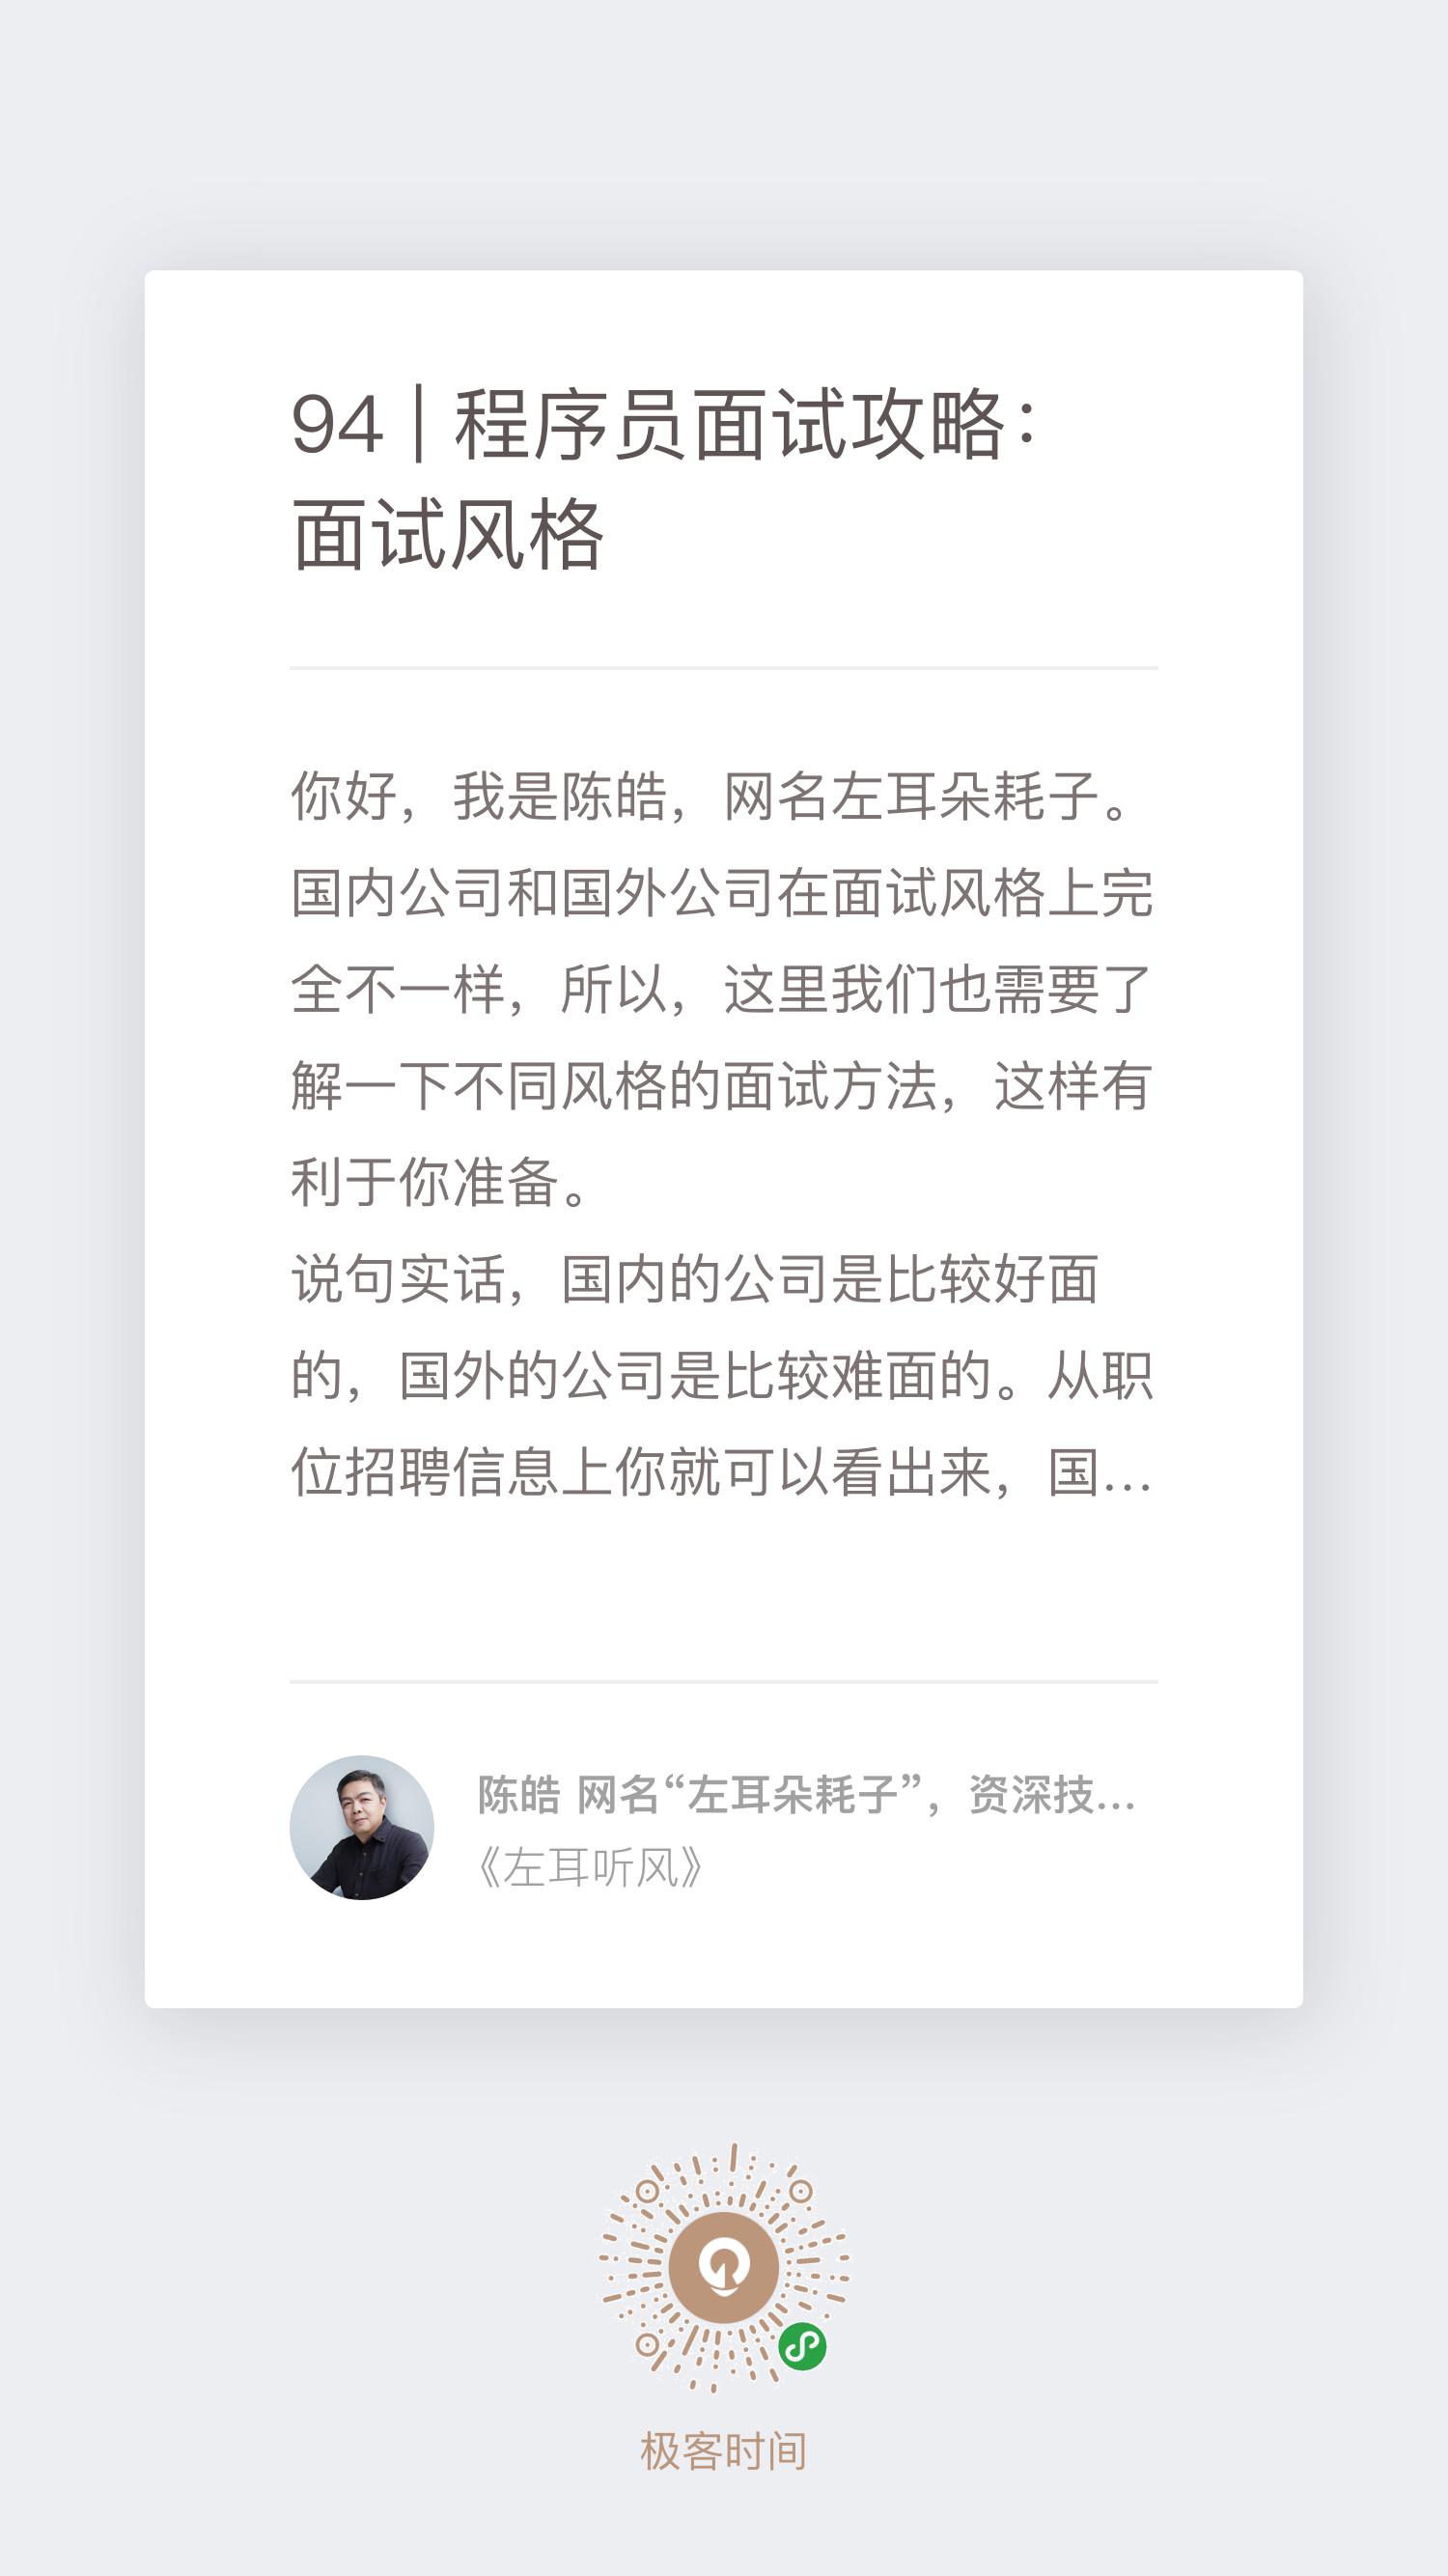 94 | 程序员面试攻略：
面试风格
你好，我是陈皓，网名左耳朵耗子。
国内公司和国外公司在面试风格上完
全不一样，所以，这里我们也需要了
解一下不同风格的面试方法，这样有
利于你准备。
说句实话，国内的公司是比较好面
的，国外的公司是比较难面的。从职
位招聘信息上你就可以看出来，国...
陈皓 网名“左耳朵耗子”，资深技...
《左耳听风》
极客时间